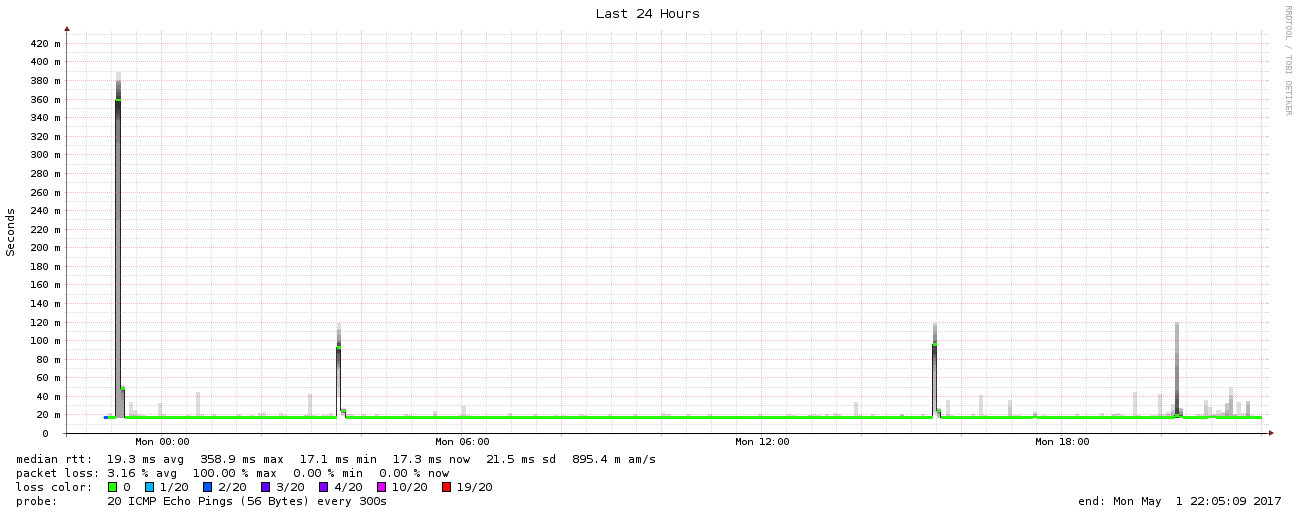 Last 24 Hours
RRDTOOL / TOBI OETIKER
Seconds
420 m
400 m
380 m
360 m
340 m
320 m
300 m
280 m
260 m
240 m
220 m
200 m
180 m
160 m
140 m
120 m
100 m
80 m
60 m
40 m
20 m
0
Mon 00:00 Mon 06:00 Mon 12:00 Mon 18:00
median rtt: 19.3 ms avg 358.9 ms max 17.1 ms min 17.3 ms now 21.5 ms sd 895.4 m am/s
packet loss: 3.16 % avg 100.00 % max 0.00 % min 0.00 % now
loss color: 0 1/20 2/20 3/20 4/20 10/20 19/20
probe: 20 ICMP Echo Pings (56 Bytes) every 300s end: Mon May 1 22:05:09 2017